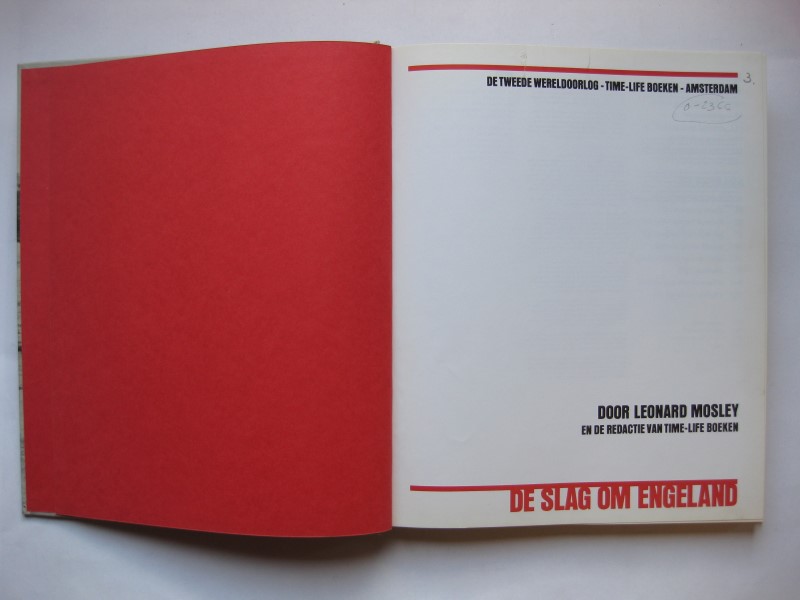 DE TWEEDE WERELDOORLOG - TIME-LIFE BOEKEN - AMSTERDAM
3.
DOOR LEONARD MOSLEY
EN DE REDACTIE VAN TIME-LIFE BOEKEN
DE SLAG OM ENGELAND